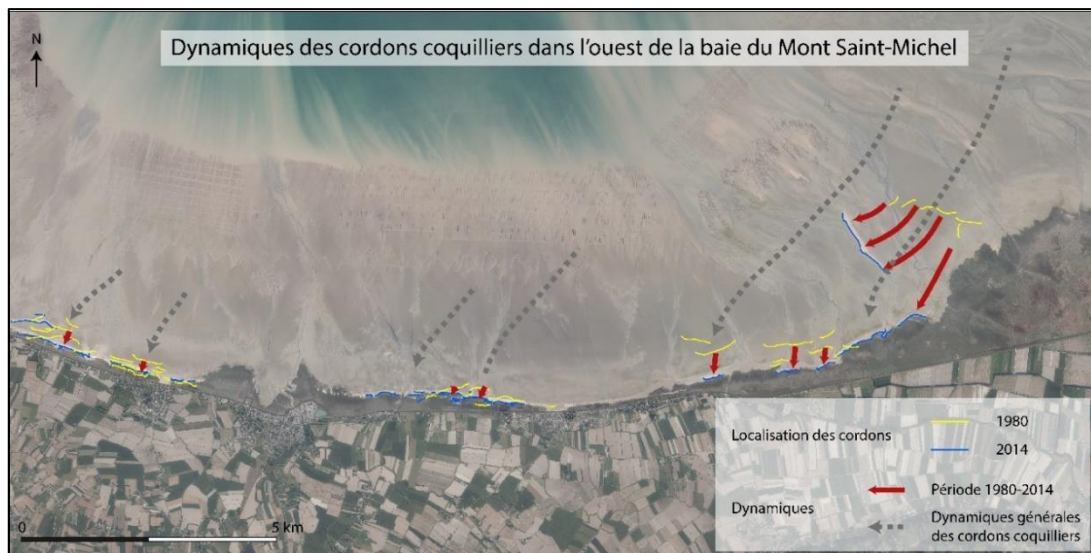 Dynamiques des cordons coquilliers dans l'ouest de la baie du Mont Saint-Michel
N
Localisation des cordons
1980
2014
Dynamiques
Période 1980-2014
Dynamiques générales
des cordons coquilliers
0
5 km